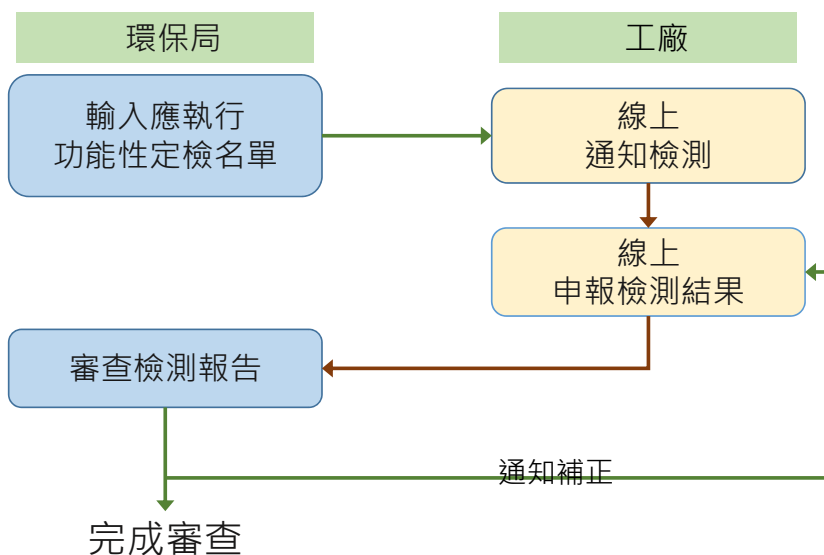 環保局
工廠
輸入應執行
功能性定檢名單
線上
通知檢測
線上
申報檢測結果
審查檢測報告
通知補正
完成審查